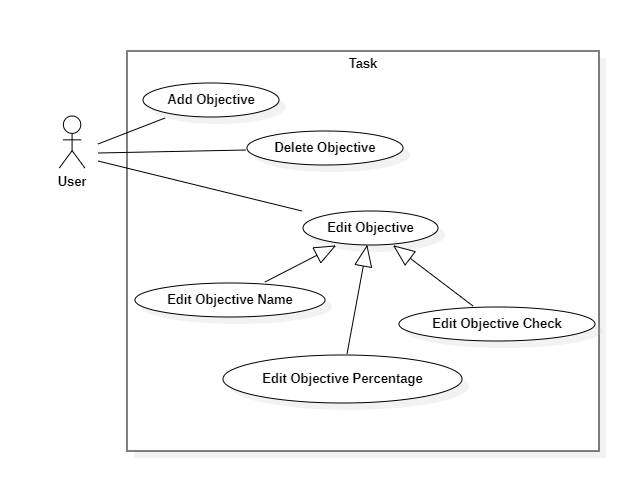 Task
Add Objective
Delete Objective
User
Edit Objective
Edit Objective Name
Edit Objective Check
Edit Objective Percentage